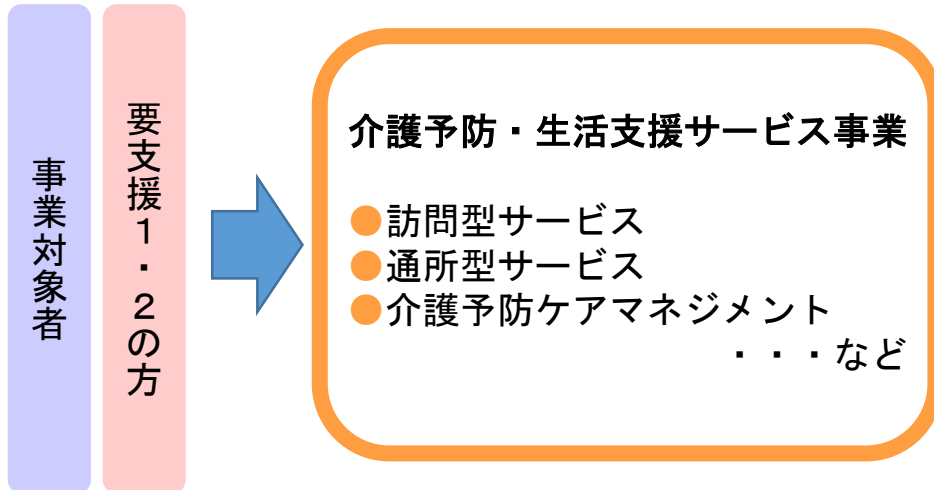 事業対象者
要支援１・２の方
介護予防・生活支援サービス事業
●訪問型サービス
●通所型サービス
●介護予防ケアマネジメント
・・・など